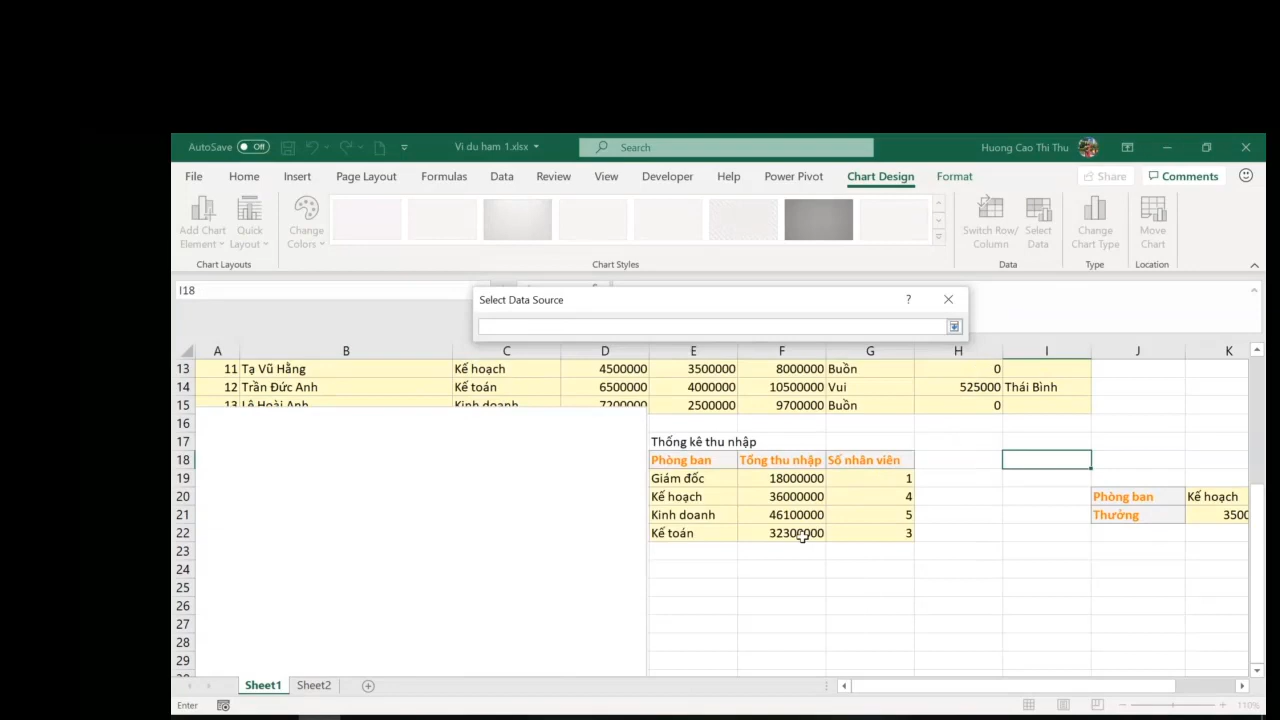 AutoSave Off Vi du ham 1.xlsx Search Huong Cao Thi Thu
File Home Insert Page Layout Formulas Data Review View Developer Help Power Pivot Chart Design Format Share Comments
Add Chart Element Quick Layout Change Colors Switch Row/ Column Select Data Change Chart Type Move Chart
Chart Layouts Chart Styles Data Type Location
I18
Select Data Source ?
A B C D E F G H I J K
13 11 Tạ Vũ Hằng Kế hoạch 4500000 3500000 8000000 Buồn 0
14 12 Trần Đức Anh Kế toán 6500000 4000000 10500000 Vui 525000 Thái Bình
15 13 Lê Hoài Anh Kinh doanh 7200000 2500000 9700000 Buồn 0
16
17 Thống kê thu nhập
18 Phòng ban Tổng thu nhập Số nhân viên
19 Giám đốc 18000000 1
20 Kế hoạch 36000000 4 Phòng ban Kế hoạch
21 Kinh doanh 46100000 5 Thưởng 3500
22 Kế toán 32300000 3
23
24
25
26
27
28
29
Sheet1 Sheet2
Enter 110%